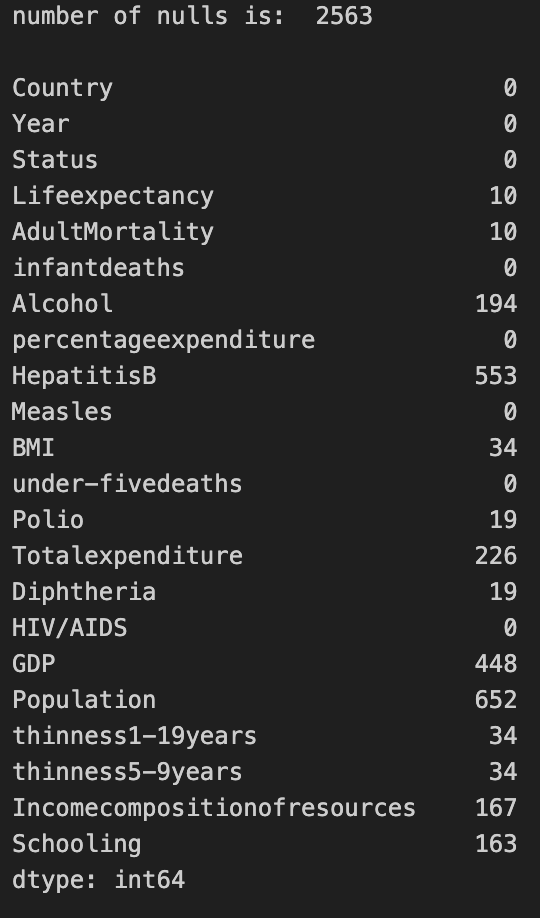 number of nulls is:  2563

Country                          0
Year                             0
Status                           0
Lifeexpectancy                  10
AdultMortality                  10
infantdeaths                     0
Alcohol                        194
percentageexpenditure            0
HepatitisB                     553
Measles                          0
BMI                             34
under-fivedeaths                 0
Polio                           19
Totalexpenditure               226
Diphtheria                      19
HIV/AIDS                         0
GDP                            448
Population                     652
thinness1-19years               34
thinness5-9years                34
Incomecompositionofresources   167
Schooling                      163
dtype: int64